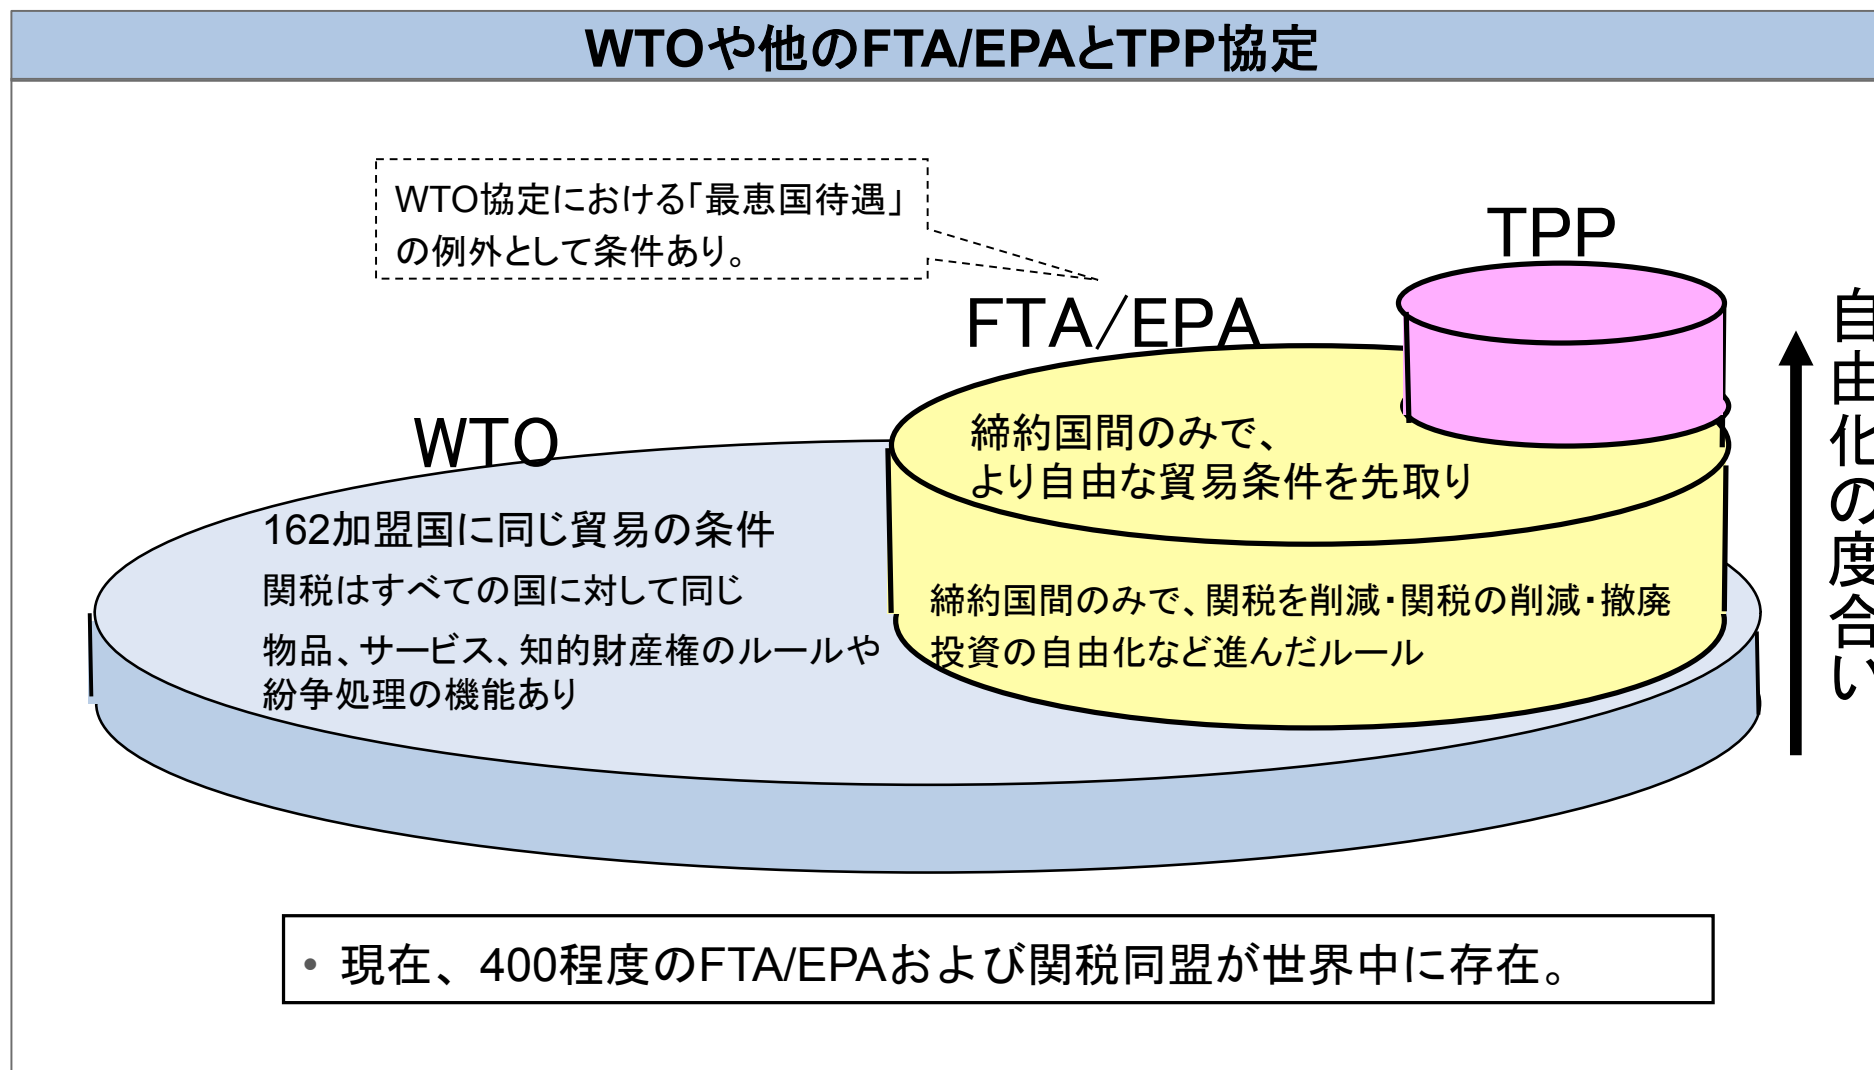 WTOや他のFTA/EPAとTPP協定
WTO協定における「最恵国待遇」
の例外として条件あり。
TPP
FTA/EPA
WTO
自由化の度合い
締約国間のみで、
より自由な貿易条件を先取り
162加盟国に同じ貿易の条件
関税はすべての国に対して同じ
物品、サービス、知的財産権のルールや
紛争処理の機能あり
締約国間のみで、関税を削減・関税の削減・撤廃
投資の自由化など進んだルール
• 現在、400程度のFTA/EPAおよび関税同盟が世界中に存在。